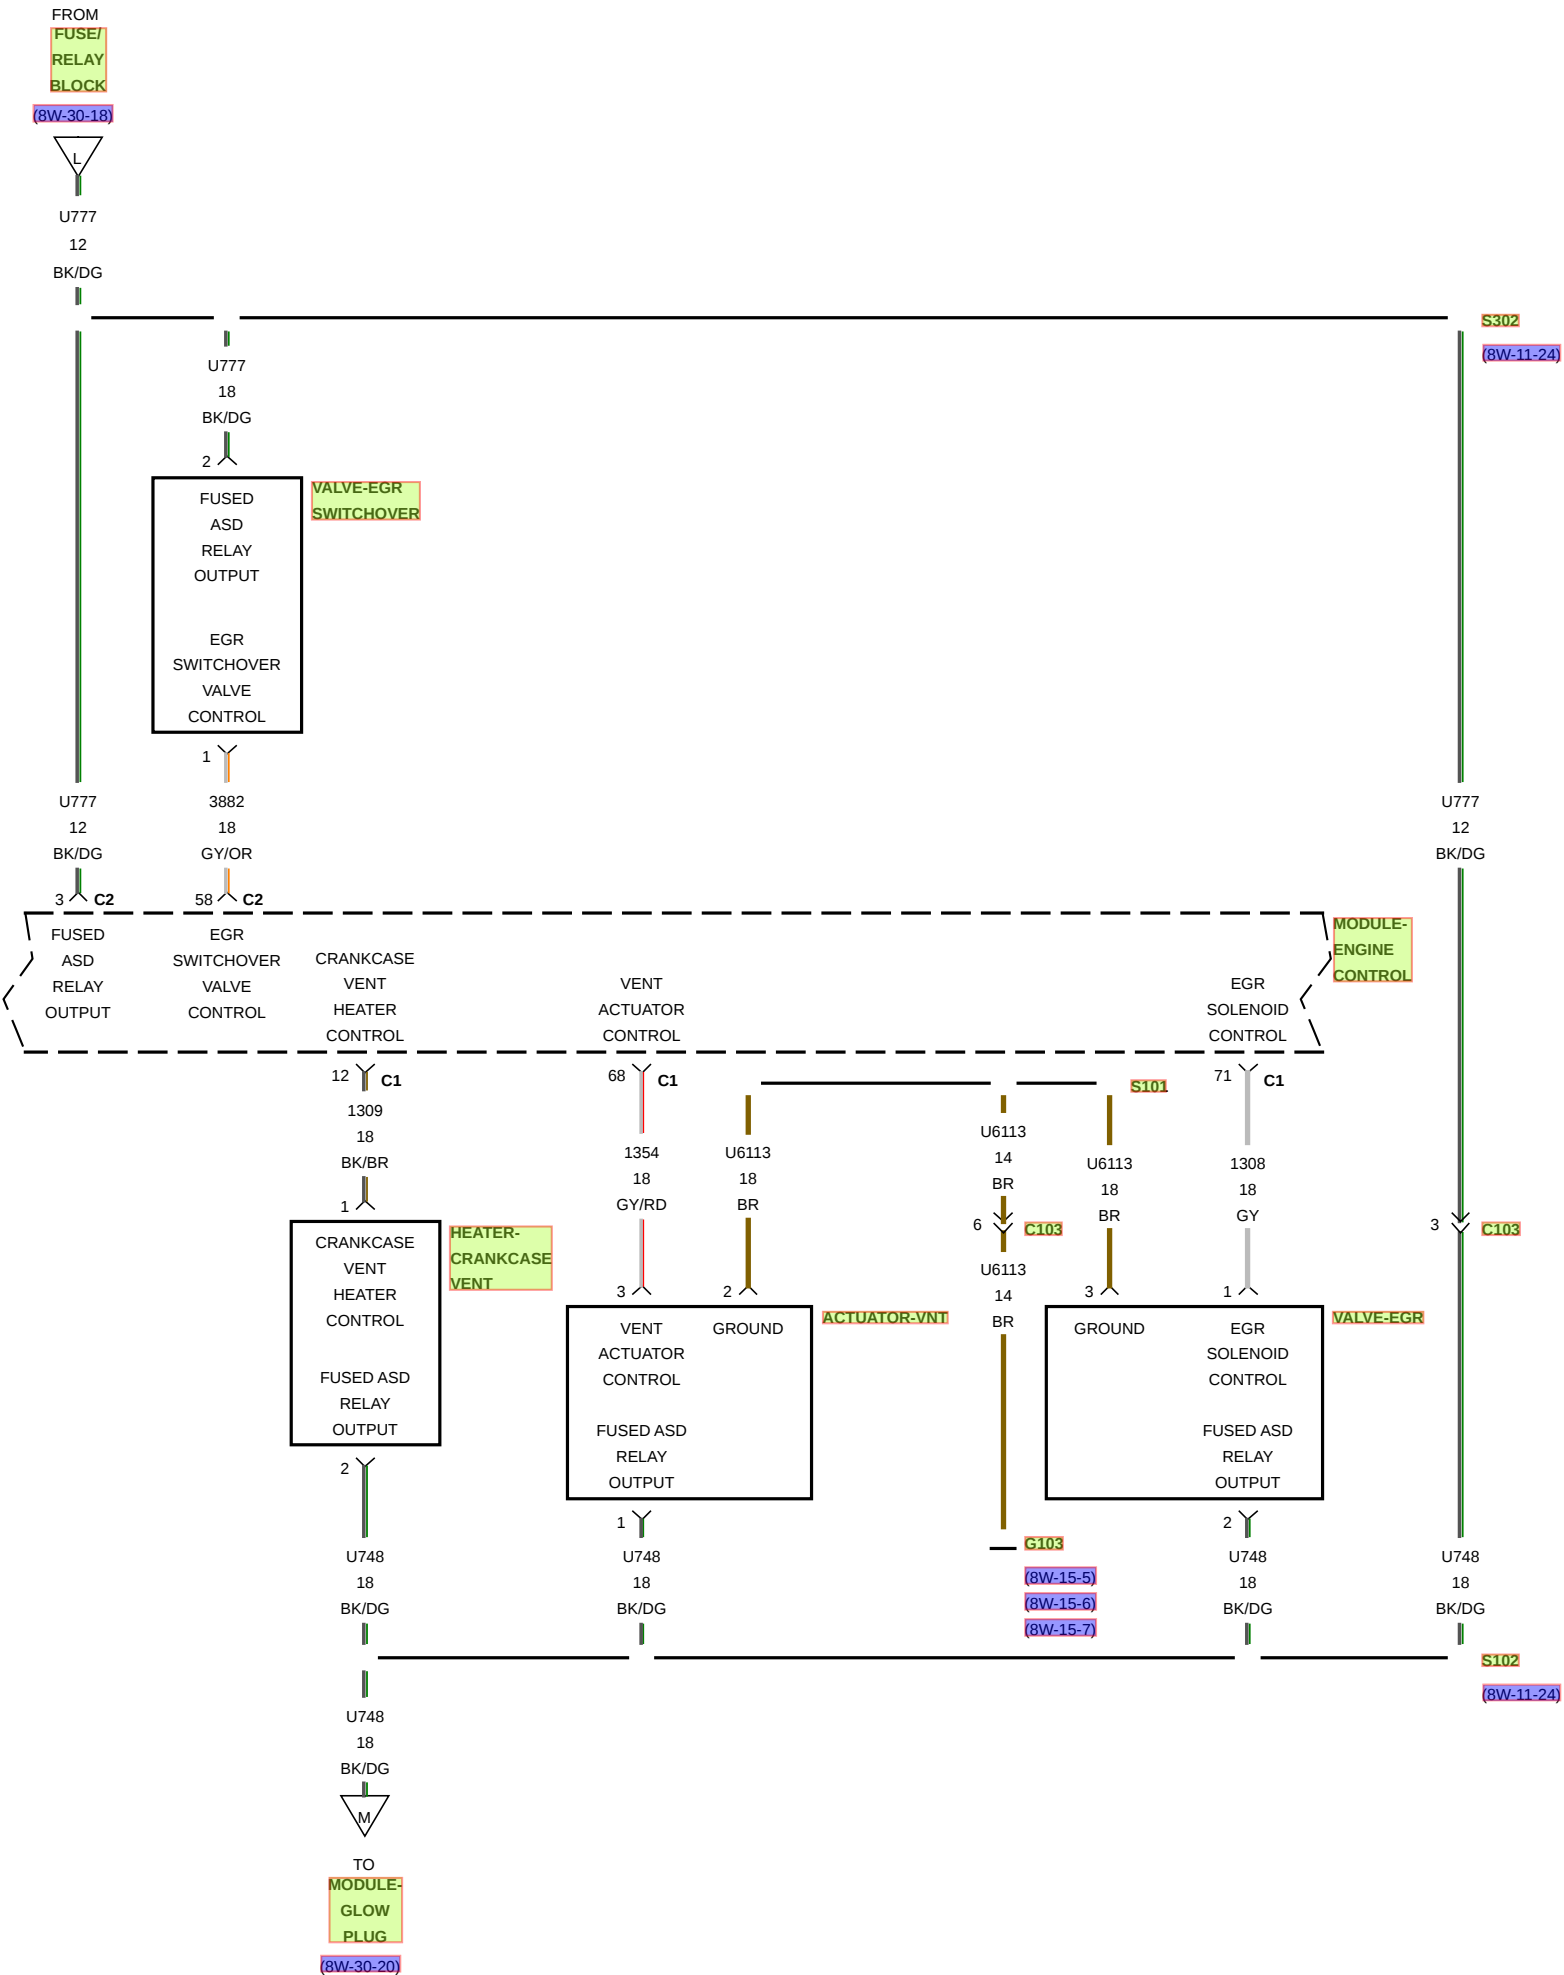 FROM
FUSE/
RELAY
BLOCK
(8W-30-18)
L
U777
12
BK/DG
S302
(8W-11-24)
U777
18
BK/DG
2
FUSED
ASD
RELAY
OUTPUT
EGR
SWITCHOVER
VALVE
CONTROL
VALVE-EGR
SWITCHOVER
1
U777
12
BK/DG
3882
18
GY/OR
U777
12
BK/DG
3 C2
58 C2
FUSED
ASD
RELAY
OUTPUT
EGR
SWITCHOVER
VALVE
CONTROL
CRANKCASE
VENT
HEATER
CONTROL
VENT
ACTUATOR
CONTROL
EGR
SOLENOID
CONTROL
MODULE-
ENGINE
CONTROL
12 C1
68 C1
S101
71 C1
1309
18
BK/BR
1354
18
GY/RD
U6113
18
BR
U6113
14
BR
U6113
18
BR
1308
18
GY
1
6 C103
3 C103
CRANKCASE
VENT
HEATER
CONTROL
FUSED ASD
RELAY
OUTPUT
HEATER-
CRANKCASE
VENT
U6113
14
BR
3
2
3
1
VENT
ACTUATOR
CONTROL
GROUND
FUSED ASD
RELAY
OUTPUT
ACTUATOR-VNT
GROUND
EGR
SOLENOID
CONTROL
FUSED ASD
RELAY
OUTPUT
VALVE-EGR
2
1
2
G103
(8W-15-5)
(8W-15-6)
(8W-15-7)
U748
18
BK/DG
U748
18
BK/DG
U748
18
BK/DG
U748
18
BK/DG
S102
(8W-11-24)
U748
18
BK/DG
M
TO
MODULE-
GLOW
PLUG
(8W-30-20)